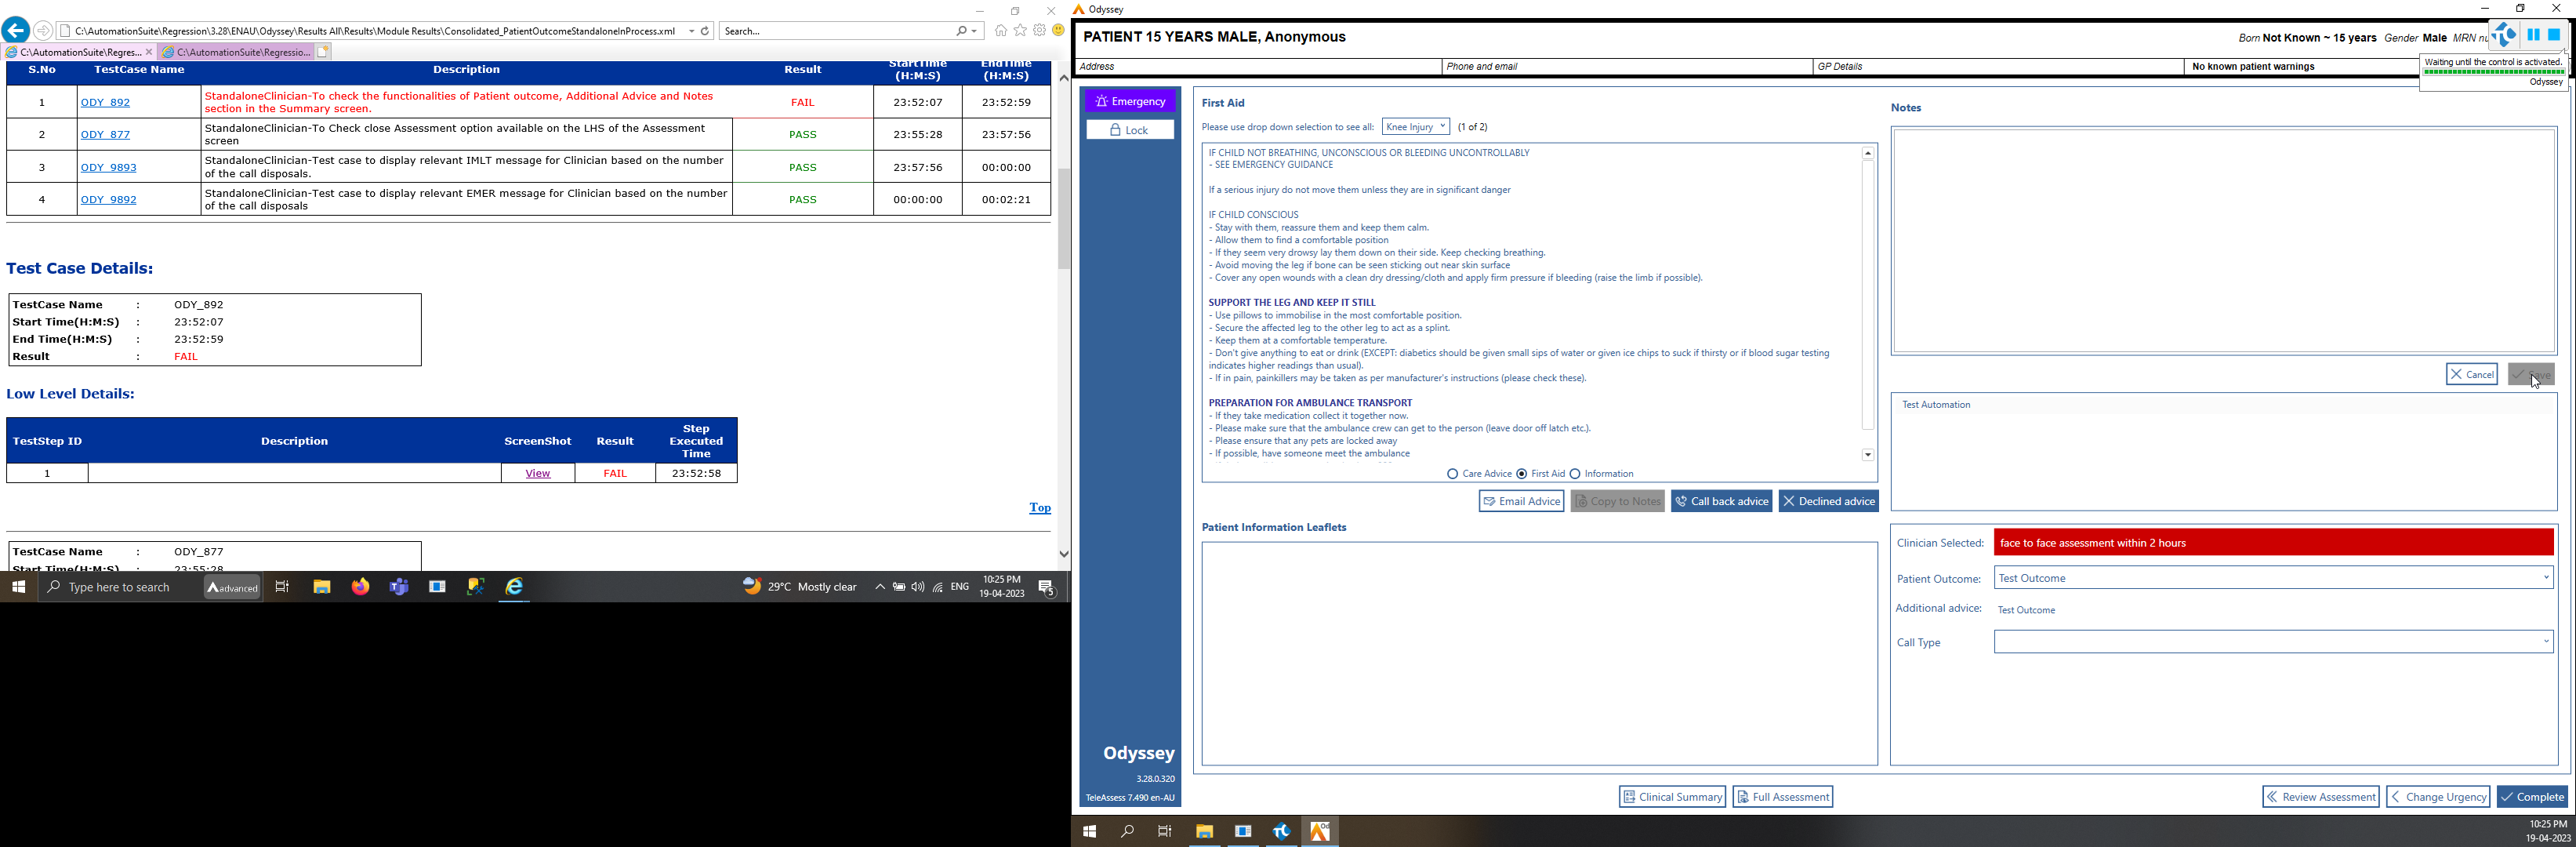 C:\AutomationSuite\Regression\3.28\ENAU\Odyssey\Results All\Results\Module Results\Consolidated_PatientOutcomeStandaloneInProcess.xml
Search...
C:\AutomationSuite\Regres...
C:\AutomationSuite\Regressio...
S.No TestCase Name Description Result StartTime (H:M:S) EndTime (H:M:S)
1 ODY_892 StandaloneClinician-To check the functionalities of Patient outcome, Additional Advice and Notes section in the Summary screen. FAIL 23:52:07 23:52:59
2 ODY_877 StandaloneClinician-To Check close Assessment option available on the LHS of the Assessment screen PASS 23:55:28 23:57:56
3 ODY_9893 StandaloneClinician-Test case to display relevant IMLT message for Clinician based on the number of the call disposals. PASS 23:57:56 00:00:00
4 ODY_9892 StandaloneClinician-Test case to display relevant EMER message for Clinician based on the number of the call disposals PASS 00:00:00 00:02:21
Test Case Details:
TestCase Name : ODY_892
Start Time(H:M:S) : 23:52:07
End Time(H:M:S) : 23:52:59
Result : FAIL
Low Level Details:
TestStep ID Description ScreenShot Result Step Executed Time
1 View FAIL 23:52:58
Top
TestCase Name : ODY_877
Start Time(H:M:S) : 23:55:28
Type here to search
advanced
29°C Mostly clear
ENG
10:25 PM
19-04-2023
5
Odyssey
PATIENT 15 YEARS MALE, Anonymous
Born Not Known ~ 15 years Gender Male MRN nu
Address
Phone and email
GP Details
No known patient warnings
Waiting until the control is activated.
Odyssey
Emergency
Lock
First Aid
Please use drop down selection to see all: Knee Injury (1 of 2)
IF CHILD NOT BREATHING, UNCONSCIOUS OR BLEEDING UNCONTROLLABLY
- SEE EMERGENCY GUIDANCE
If a serious injury do not move them unless they are in significant danger
IF CHILD CONSCIOUS
- Stay with them, reassure them and keep them calm.
- Allow them to find a comfortable position
- If they seem very drowsy lay them down on their side. Keep checking breathing.
- Avoid moving the leg if bone can be seen sticking out near skin surface
- Cover any open wounds with a clean dry dressing/cloth and apply firm pressure if bleeding (raise the limb if possible).
SUPPORT THE LEG AND KEEP IT STILL
- Use pillows to immobilise in the most comfortable position.
- Secure the affected leg to the other leg to act as a splint.
- Keep them at a comfortable temperature.
- Don't give anything to eat or drink (EXCEPT: diabetics should be given small sips of water or given ice chips to suck if thirsty or if blood sugar testing
indicates higher readings than usual).
- If in pain, painkillers may be taken as per manufacturer's instructions (please check these).
PREPARATION FOR AMBULANCE TRANSPORT
- If they take medication collect it together now.
- Please make sure that the ambulance crew can get to the person (leave door off latch etc.).
- Please ensure that any pets are locked away
- If possible, have someone meet the ambulance
Care Advice First Aid Information
Email Advice Copy to Notes Call back advice Declined advice
Patient Information Leaflets
Notes
Cancel
Test Automation
Clinician Selected: face to face assessment within 2 hours
Patient Outcome: Test Outcome
Additional advice: Test Outcome
Call Type
Odyssey
3.28.0.320
TeleAssess 7.490 en-AU
Clinical Summary Full Assessment
Review Assessment Change Urgency Complete
10:25 PM
19-04-2023